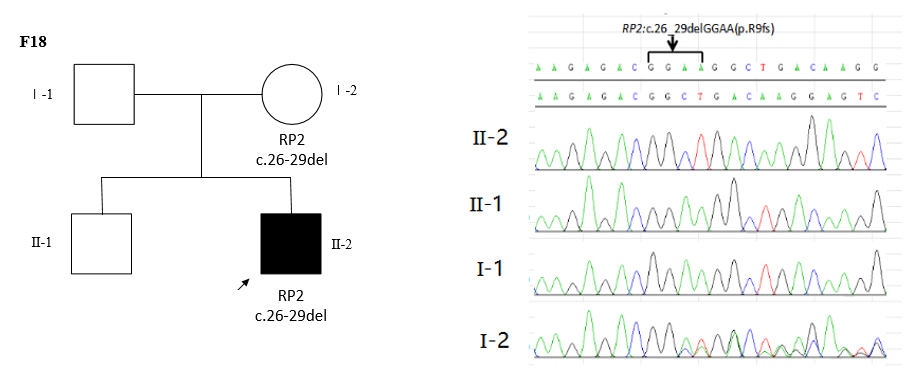 F18
I -1
I -2
RP2
c.26-29del
II-1
II-2
RP2
c.26-29del
RP2:c.26_29delGGAA(p.R9fs)
A A G A G A C G G A A G G C T G A C A A G G
A A G A G A C G G C T G A C A A G G A G T C
II-2
II-1
I-1
I-2